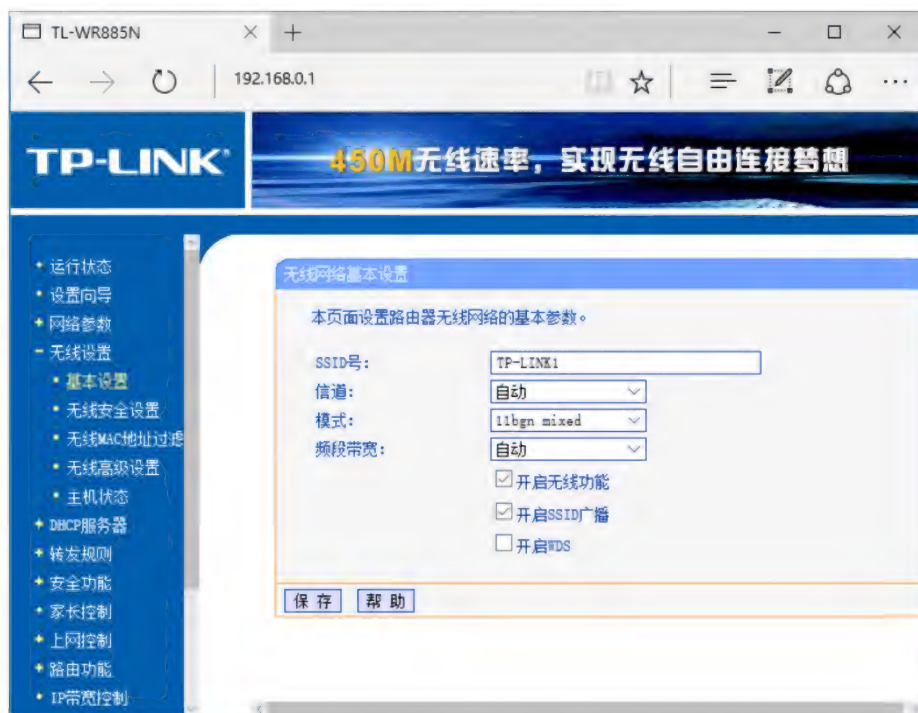 TL-WR885N
192.168.0.1
TP-LINK®
450M无线速率，实现无线自由连接梦想
运行状态
设置向导
网络参数
无线设置
基本设置
无线安全设置
无线MAC地址过滤
无线高级设置
主机状态
DHCP服务器
转发规则
安全功能
家长控制
上网控制
路由功能
IP带宽控制
无线网络基本设置
本页面设置路由器无线网络的基本参数。
SSID号： TP-LINK1
信道： 自动
模式： 11bgn mixed
频段带宽： 自动
开启无线功能
开启SSID广播
开启WDS
保存 帮助